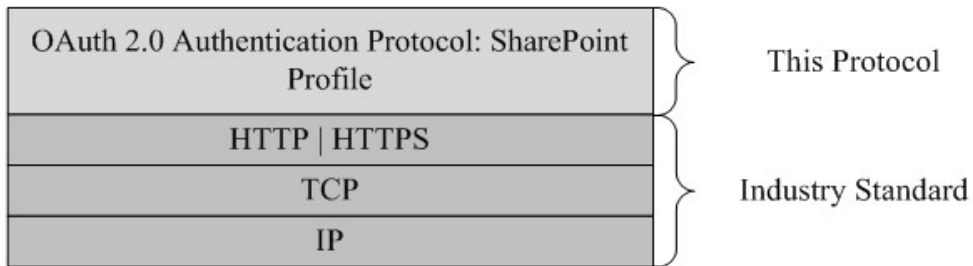 OAuth 2.0 Authentication Protocol: SharePoint
Profile
This Protocol
HTTP | HTTPS
TCP
Industry Standard
IP